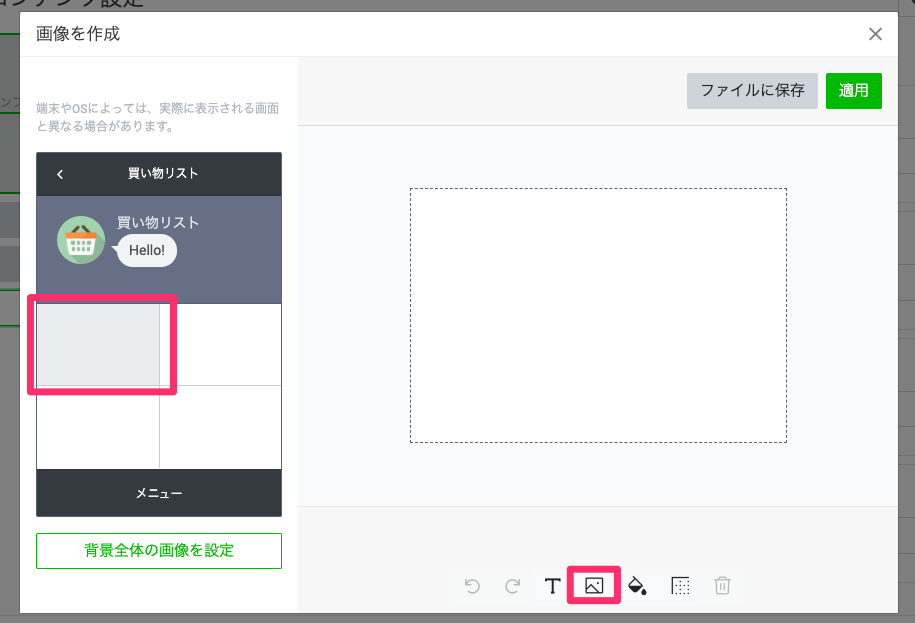 画像を作成
端末やOSによっては、実際に表示される画面
と異なる場合があります。
ファイルに保存
適用
買い物リスト
買い物リスト
Hello!
メニュー
背景全体の画像を設定
T